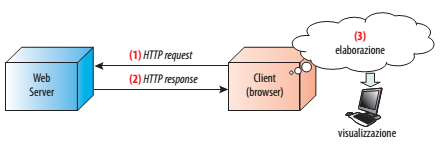 (3)
elaborazione
(1) HTTP request
Web
Server
(2) HTTP response
Client
(browser)
visualizzazione